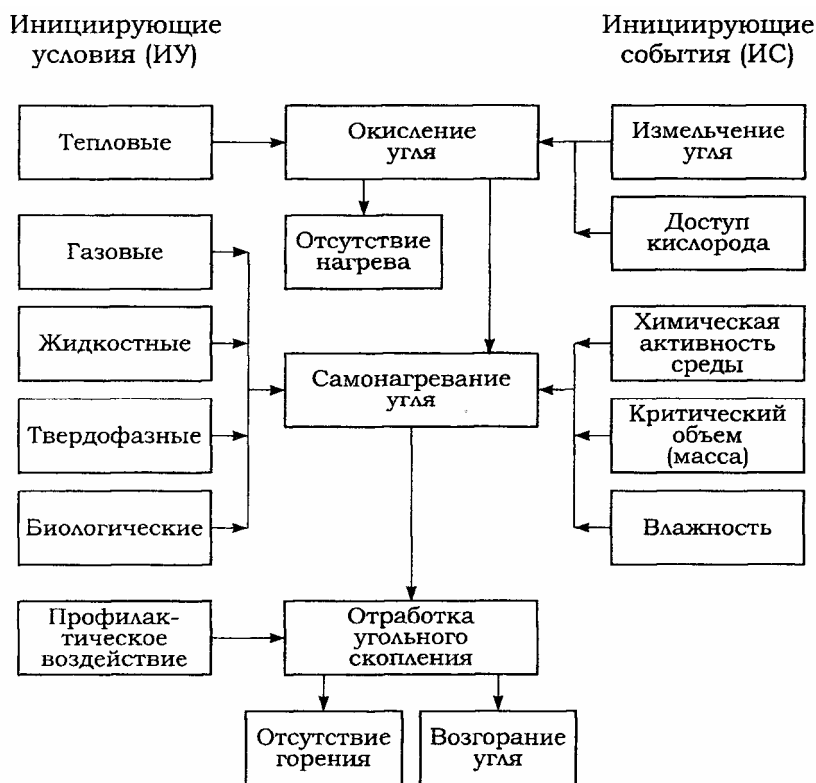 Инициирующие
условия (ИУ)
Инициирующие
события (ИС)
Тепловые
Окисление
угля
Измельчение
угля
Газовые
Отсутствие
нагрева
Доступ
кислорода
Жидкостные
Самонагревание
угля
Химическая
активность
среды
Твердофазные
Критический
объем
(масса)
Биологические
Влажность
Профилак-
тическое
воздействие
Отработка
угольного
скопления
Отсутствие
горения
Возгорание
угля